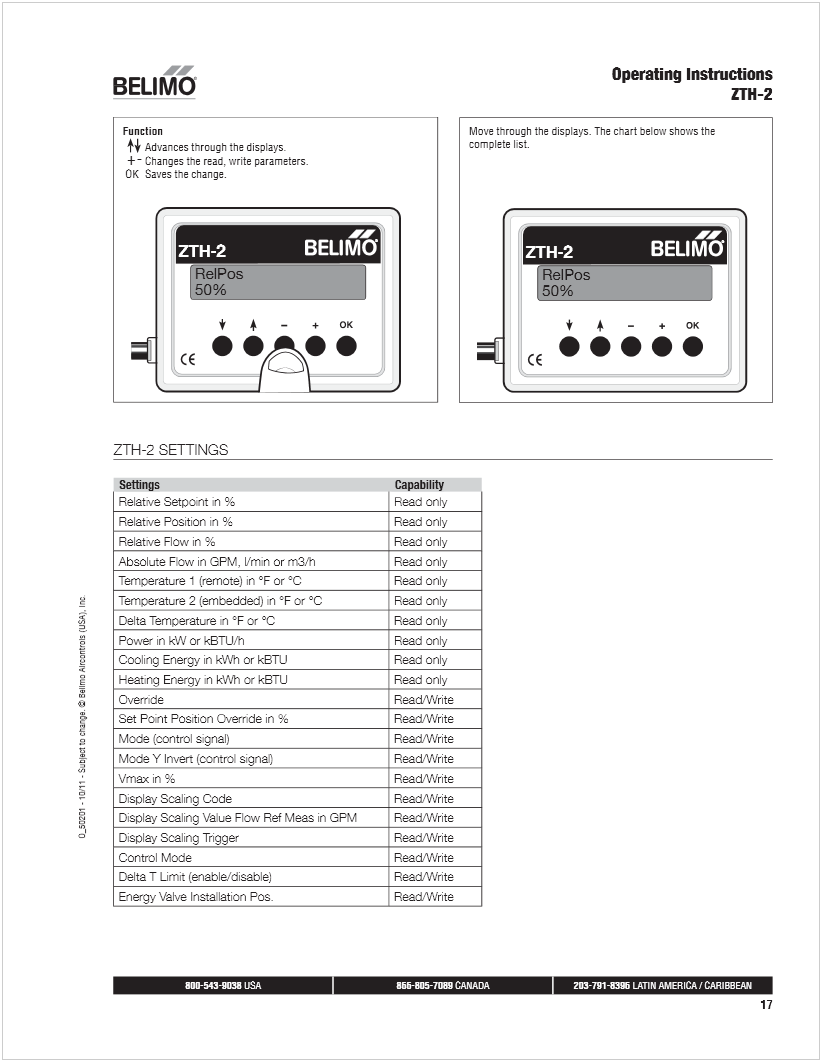 BELIMO®
Operating Instructions
ZTH-2
Function
Advances through the displays.
+ - Changes the read, write parameters.
OK Saves the change.
ZTH-2
BELIMO®
RelPos
50%
− + OK
CE
Move through the displays. The chart below shows the
complete list.
ZTH-2
BELIMO®
RelPos
50%
− + OK
CE
ZTH-2 SETTINGS
Settings Capability
Relative Setpoint in % Read only
Relative Position in % Read only
Relative Flow in % Read only
Absolute Flow in GPM, l/min or m3/h Read only
Temperature 1 (remote) in °F or °C Read only
Temperature 2 (embedded) in °F or °C Read only
Delta Temperature in °F or °C Read only
Power in kW or kBTU/h Read only
Cooling Energy in kWh or kBTU Read only
Heating Energy in kWh or kBTU Read only
Override Read/Write
Set Point Position Override in % Read/Write
Mode (control signal) Read/Write
Mode Y Invert (control signal) Read/Write
Vmax in % Read/Write
Display Scaling Code Read/Write
Display Scaling Value Flow Ref Meas in GPM Read/Write
Display Scaling Trigger Read/Write
Control Mode Read/Write
Delta T Limit (enable/disable) Read/Write
Energy Valve Installation Pos. Read/Write
O_50201 - 10/11 - Subject to change. © Belimo Aircontrols (USA), Inc.
800-543-9038 USA
866-805-7089 CANADA
203-791-8396 LATIN AMERICA / CARIBBEAN
17